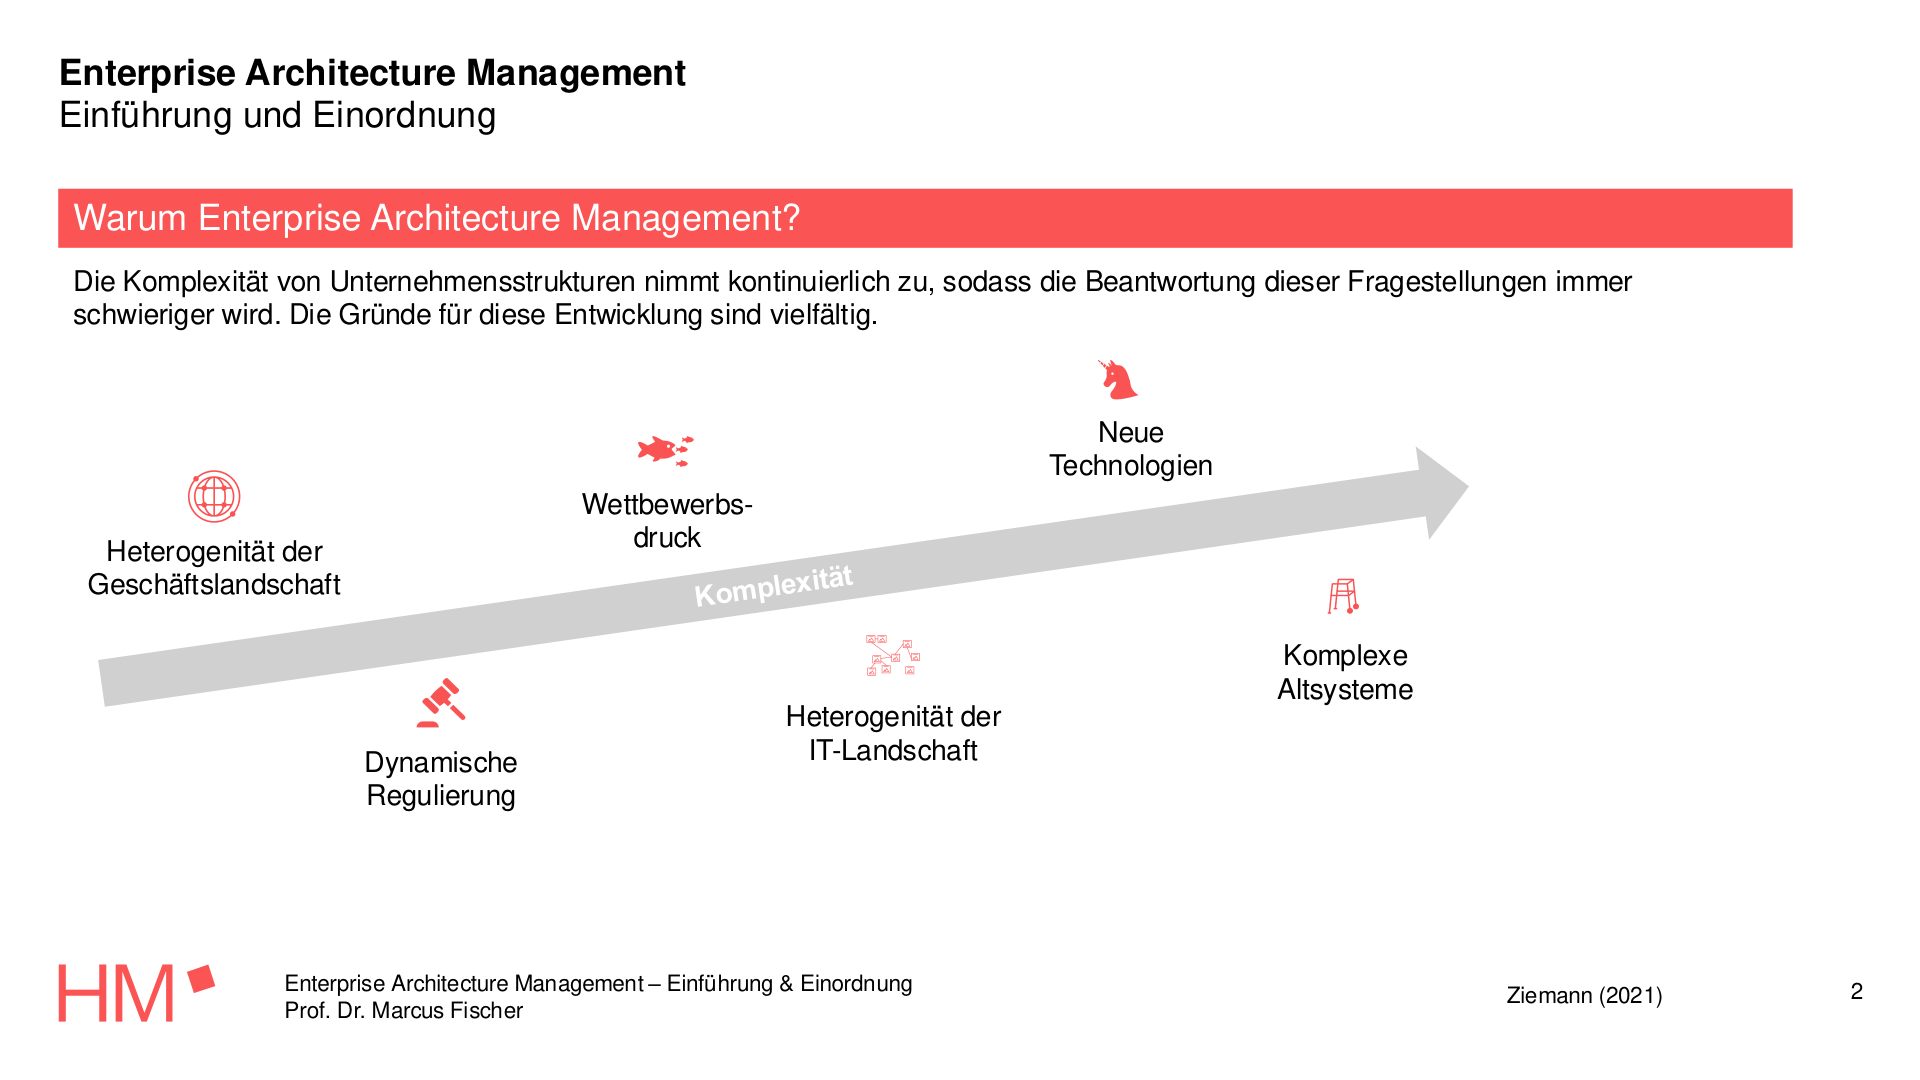 Enterprise Architecture Management
Einführung und Einordnung
Warum Enterprise Architecture Management?
Die Komplexität von Unternehmensstrukturen nimmt kontinuierlich zu, sodass die Beantwortung dieser Fragestellungen immer
schwieriger wird. Die Gründe für diese Entwicklung sind vielfältig.
Neue
Technologien
Wettbewerbs-
druck
Heterogenität der
Geschäftslandschaft
Komplexität
Komplexe
Altsysteme
Heterogenität der
IT-Landschaft
Dynamische
Regulierung
HM
Enterprise Architecture Management – Einführung & Einordnung
Prof. Dr. Marcus Fischer
Ziemann (2021)
2